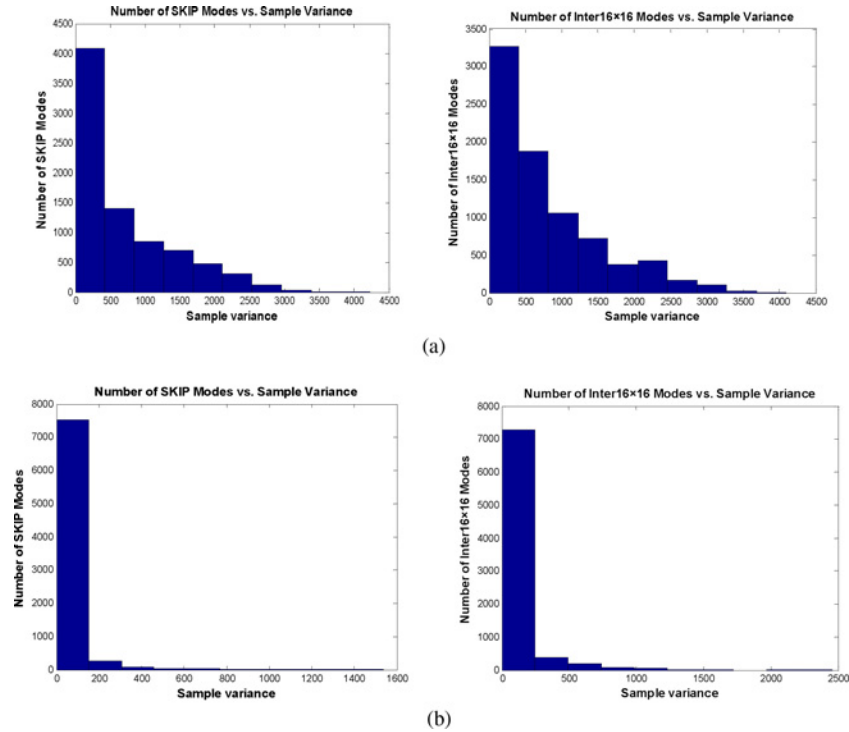 Number of SKIP Modes vs. Sample Variance
4500
4000
3500
3000
2500
2000
1500
1000
500
0
Number of SKIP Modes
0 500 1000 1500 2000 2500 3000 3500 4000 4500
Sample variance
Number of Inter16×16 Modes vs. Sample Variance
3500
3000
2500
2000
1500
1000
500
0
Number of Inter16×16 Modes
0 500 1000 1500 2000 2500 3000 3500 4000 4500
Sample variance
(a)
Number of SKIP Modes vs. Sample Variance
8000
7000
6000
5000
4000
3000
2000
1000
0
Number of SKIP Modes
0 200 400 600 800 1000 1200 1400 1600
Sample variance
Number of Inter16×16 Modes vs. Sample Variance
8000
7000
6000
5000
4000
3000
2000
1000
0
Number of Inter16×16 Modes
0 500 1000 1500 2000 2500
Sample variance
(b)